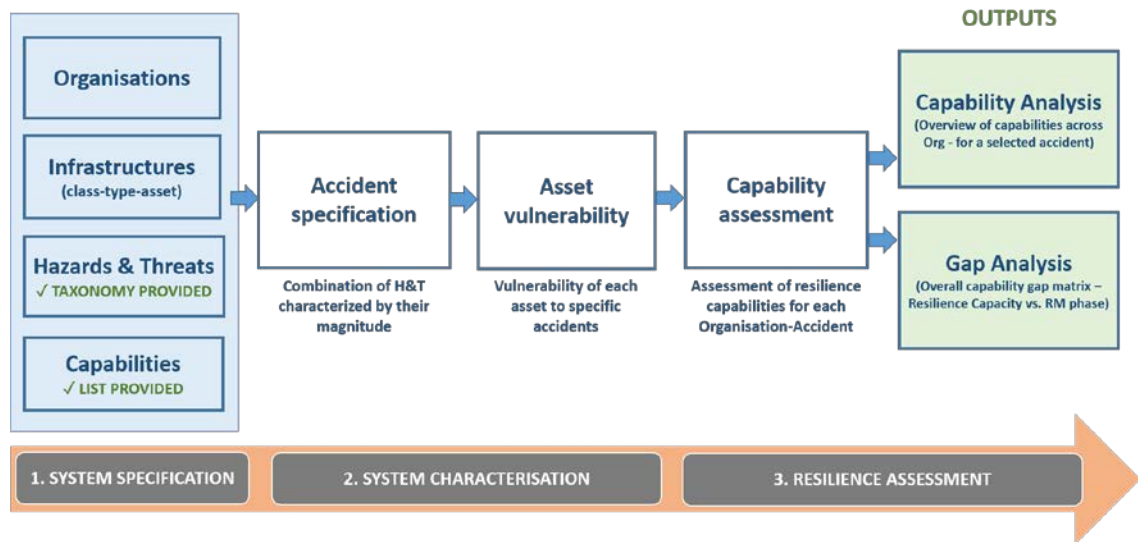 OUTPUTS
Organisations
Infrastructures
(class-type-asset)
Hazards & Threats
✓ TAXONOMY PROVIDED
Capabilities
✓ LIST PROVIDED
Accident
specification
Combination of H&T
characterized by their
magnitude
Asset
vulnerability
Vulnerability of each
asset to specific
accidents
Capability
assessment
Assessment of resilience
capabilities for each
Organisation-Accident
Capability Analysis
(Overview of capabilities across
Org - for a selected accident)
Gap Analysis
(Overall capability gap matrix –
Resilience Capacity vs. RM phase)
1. SYSTEM SPECIFICATION
2. SYSTEM CHARACTERISATION
3. RESILIENCE ASSESSMENT